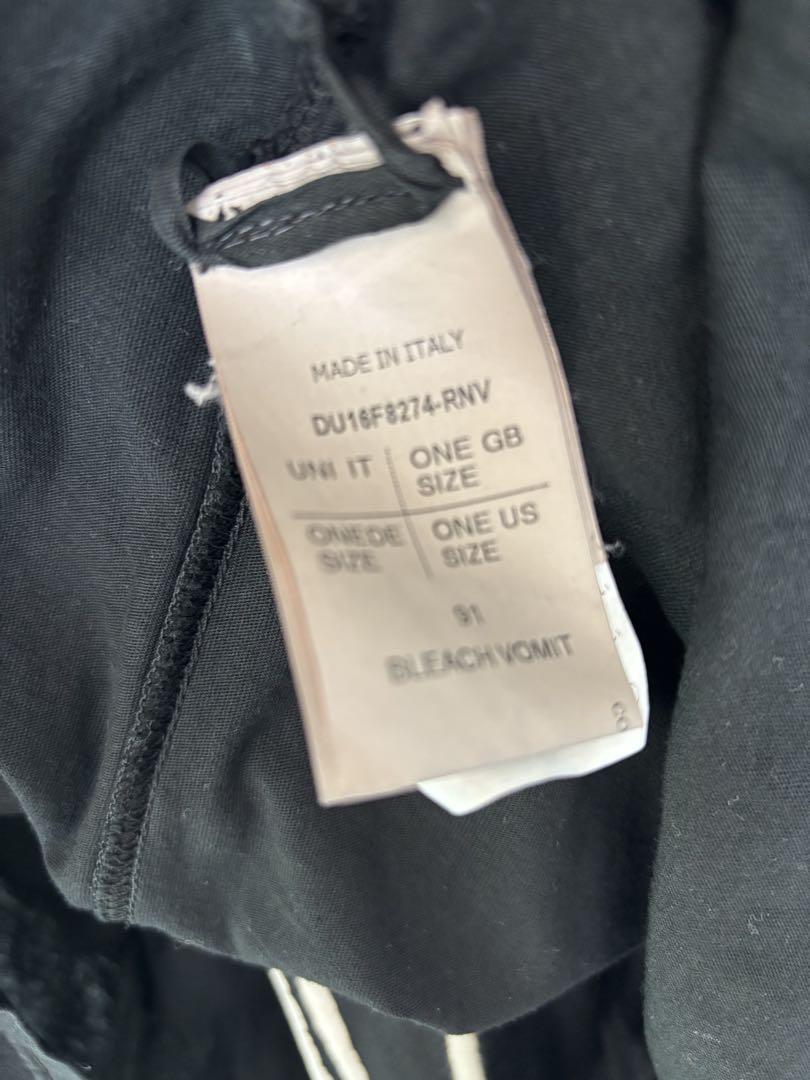 MADE IN ITALY
DU16F8274-RNV
UNI IT ONE GB
SIZE
ONE DE ONE US
SIZE SIZE
91
BLEACH VOMIT